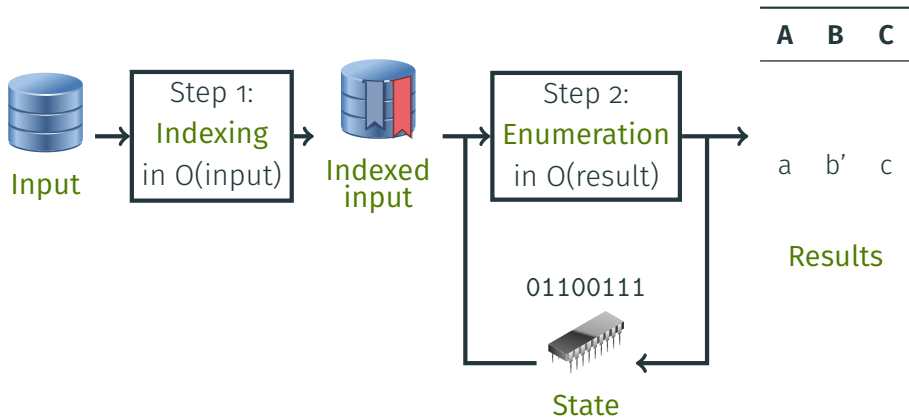 A B C
Step 1:
Indexing
in O(input)
Step 2:
Enumeration
in O(result)
Input
Indexed
input
a b’ c
Results
01100111
State